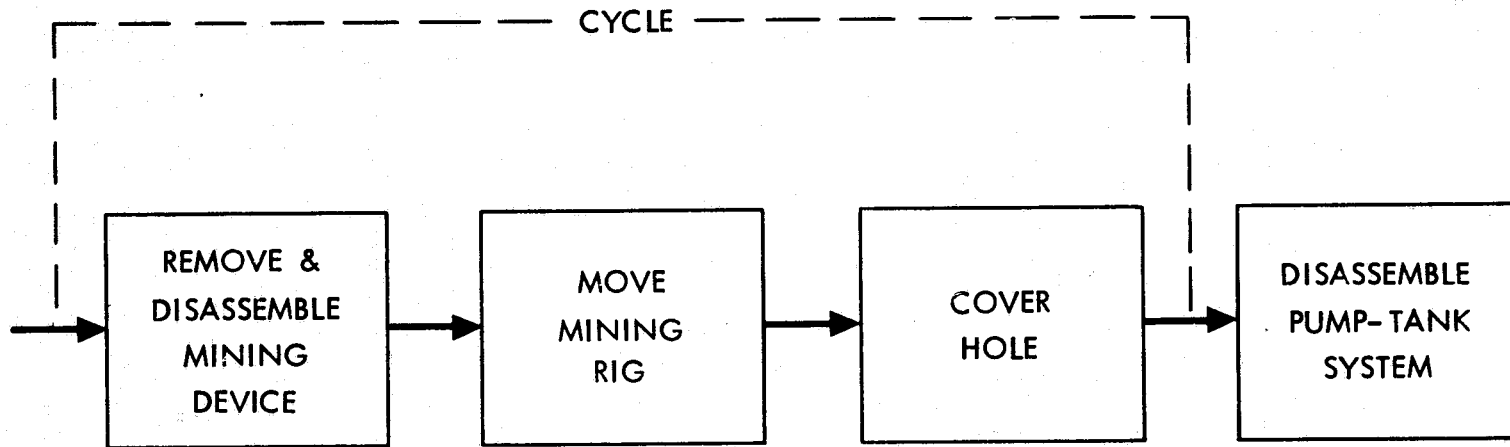 CYCLE
REMOVE &
DISASSEMBLE
MINING
DEVICE
MOVE
MINING
RIG
COVER
HOLE
DISASSEMBLE
PUMP-TANK
SYSTEM